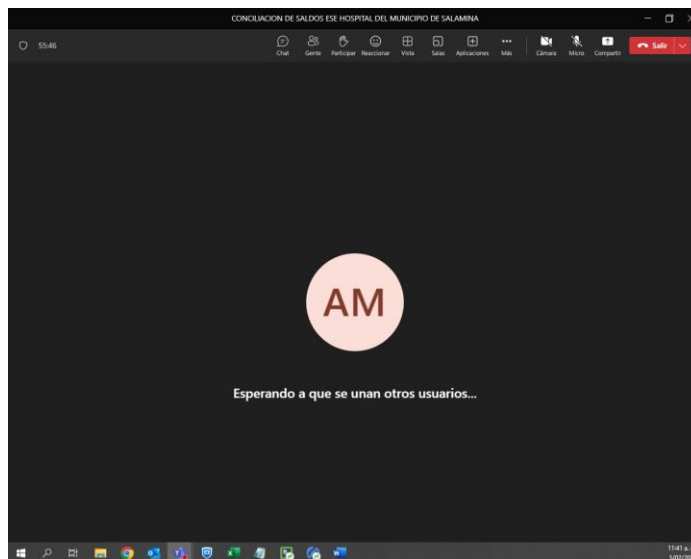 CONCILIACION DE SALDOS ESE HOSPITAL DEL MUNICIPIO DE SALAMINA
55:46
Chat Gente Participar Reaccionar Vista Salas Aplicaciones Más Cámara Micro Compartir Salir
AM
Esperando a que se unan otros usuarios...
11:41 a.